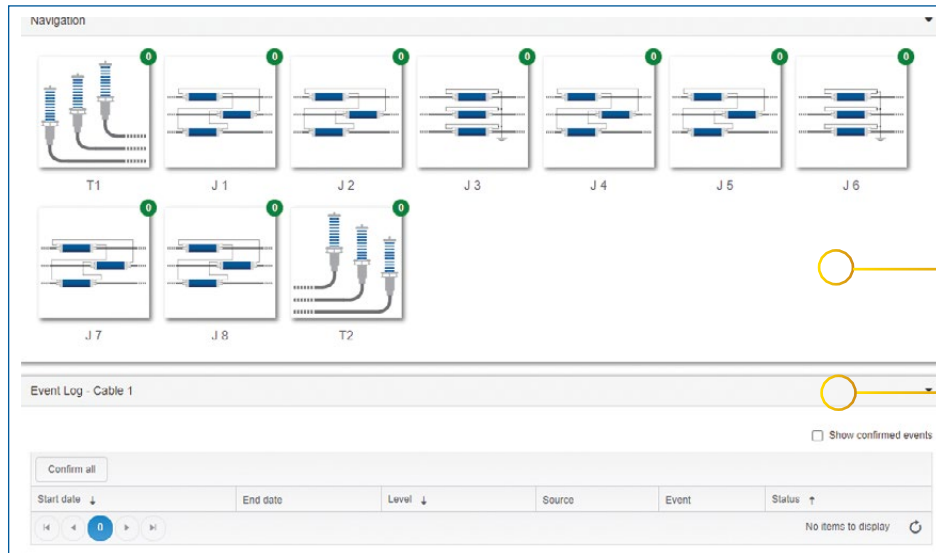 Navigation
0 0 0 0 0 0 0
T1 J 1 J 2 J 3 J 4 J 5 J 6
0 0 0
J 7 J 8 T2
Event Log - Cable 1
Show confirmed events
Confirm all
Start date ↓ End date Level ↓ Source Event Status ↑
0 No items to display